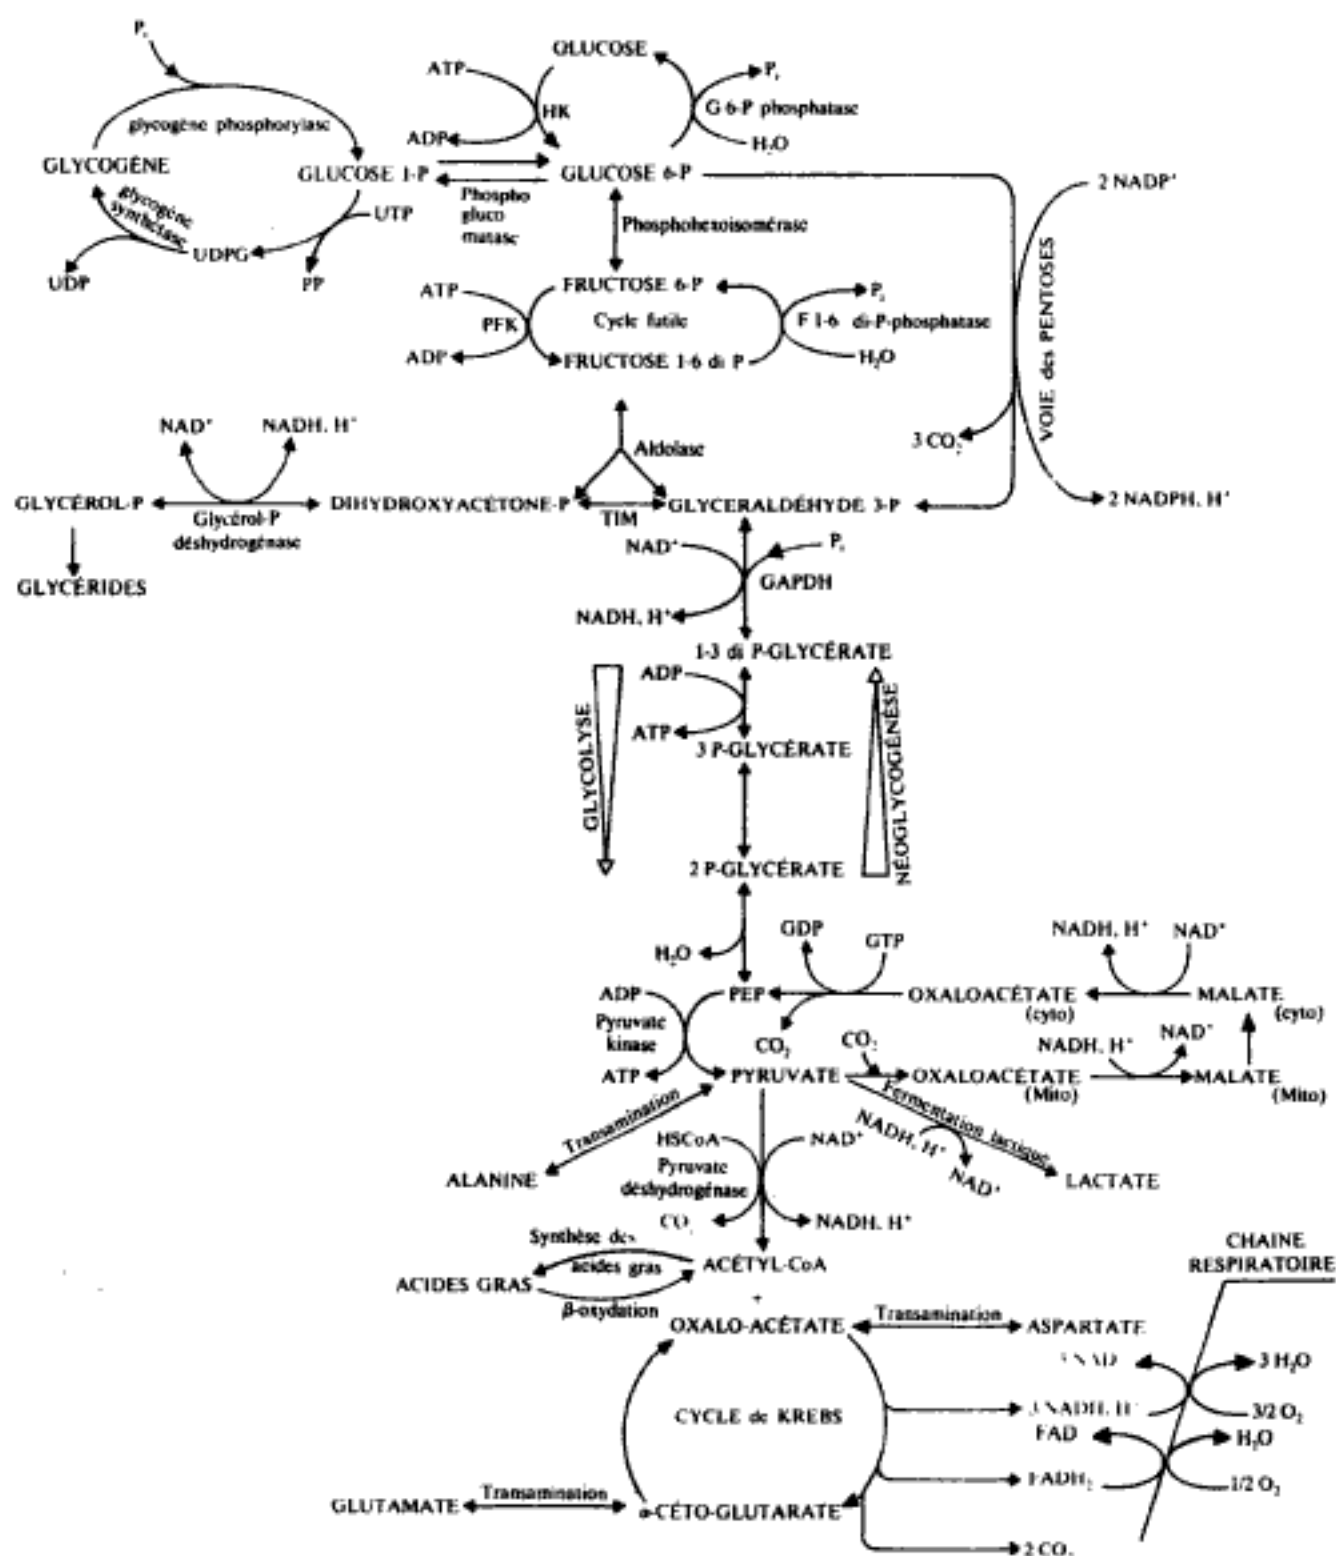 Pi
GLUCOSE
ATP
Pi
HK
G 6-P phosphatase
glycogène phosphorylase
ADP
H2O
GLYCOGÈNE
GLUCOSE 1-P
GLUCOSE 6-P
2 NADP+
glycogène
synthétase
UTP
Phospho
gluco
mutase
Phosphohexoisomérase
UDPG
UDP
PP
FRUCTOSE 6-P
ATP
Pi
PFK
Cycle futile
F 1-6 di-P-phosphatase
ADP
FRUCTOSE 1-6 di P
H2O
VOIE des PENTOSES
NAD+
NADH, H+
Aldolase
3 CO2
GLYCÉROL-P
DIHYDROXYACÉTONE-P
GLYCERALDÉHYDE 3-P
2 NADPH, H+
Glycérol-P
déshydrogénase
TIM
NAD+
Pi
GLYCÉRIDES
GAPDH
NADH, H+
1-3 di P-GLYCÉRATE
ADP
GLYCOLYSE
NÉOGLYCOGÉNÈSE
ATP
3 P-GLYCÉRATE
2 P-GLYCÉRATE
GDP
GTP
NADH, H+
NAD+
H2O
ADP
PEP
OXALOACÉTATE
(cyto)
MALATE
(cyto)
Pyruvate
kinase
CO2
CO2
NADH, H+
NAD+
ATP
PYRUVATE
OXALOACÉTATE
(Mito)
MALATE
(Mito)
Transamination
Fermentation lactique
HSCoA
NAD+
NADH, H+
NAD+
ALANINE
Pyruvate
déshydrogénase
LACTATE
CO
NADH, H+
Synthèse des
acides gras
ACÉTYL-CoA
CHAINE
RESPIRATOIRE
ACIDES GRAS
β-oxydation
+
OXALO-ACÉTATE
Transamination
ASPARTATE
3 H2O
CYCLE de KREBS
3 NADH, H
3/2 O2
FAD
H2O
FADH2
1/2 O2
GLUTAMATE
Transamination
α-CÉTO-GLUTARATE
2 CO